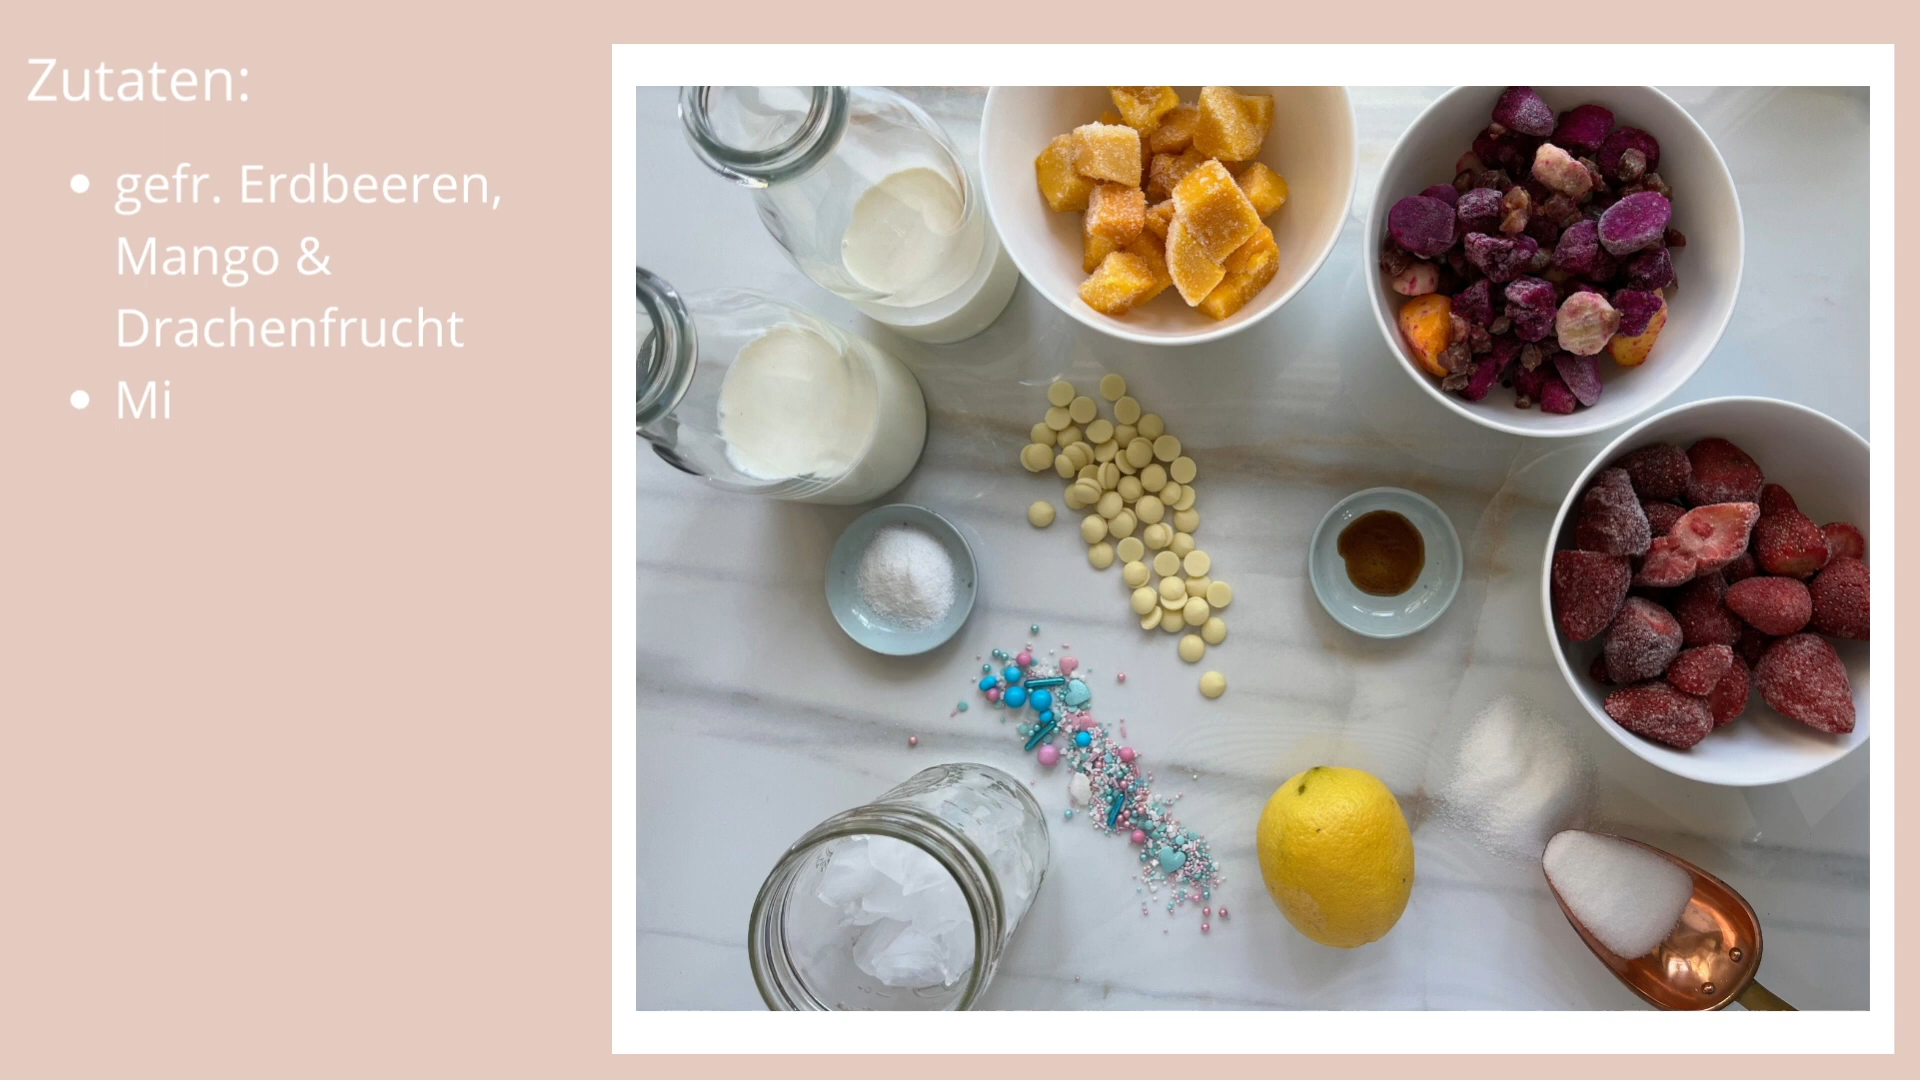 Zutaten:
gefr. Erdbeeren,
Mango &
Drachenfrucht
Mi